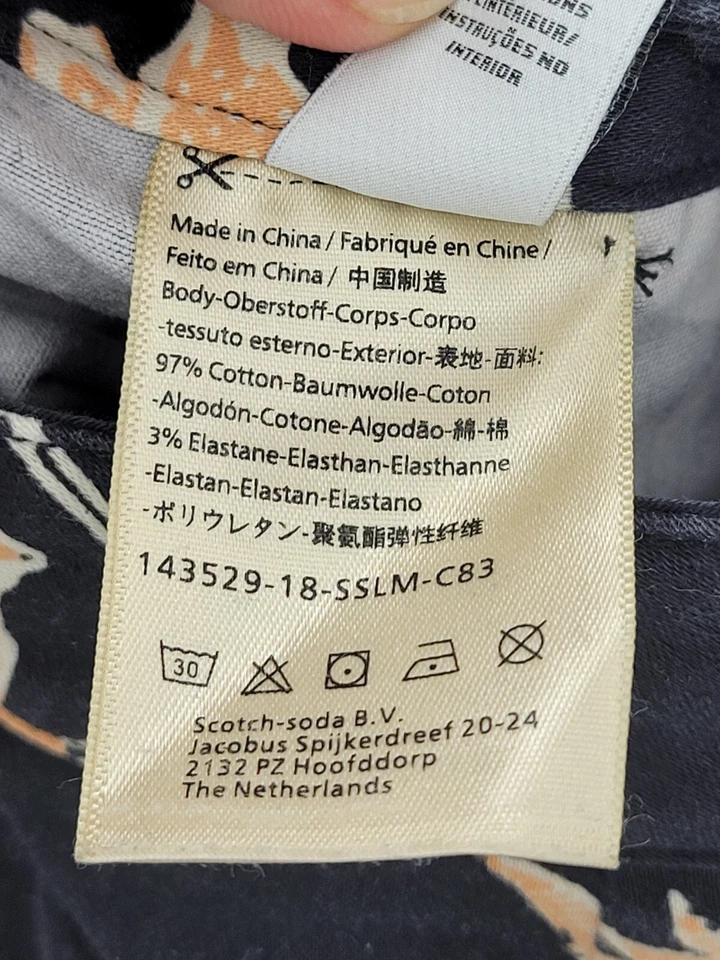 L'INTERIEUR/
INSTRUÇÕES NO
INTERIOR
Made in China / Fabriqué en Chine /
Feito em China / 中国制造
Body-Oberstoff-Corps-Corpo
-tessuto esterno-Exterior-表地-面料:
97% Cotton-Baumwolle-Coton
-Algodón-Cotone-Algodão-綿-棉
3% Elastane-Elasthan-Elasthanne
-Elastan-Elastan-Elastano
-ポリウレタン-聚氨酯弹性纤维
143529-18-SSLM-C83
30
Scotch-soda B.V.
Jacobus Spijkerdreef 20-24
2132 PZ Hoofddorp
The Netherlands